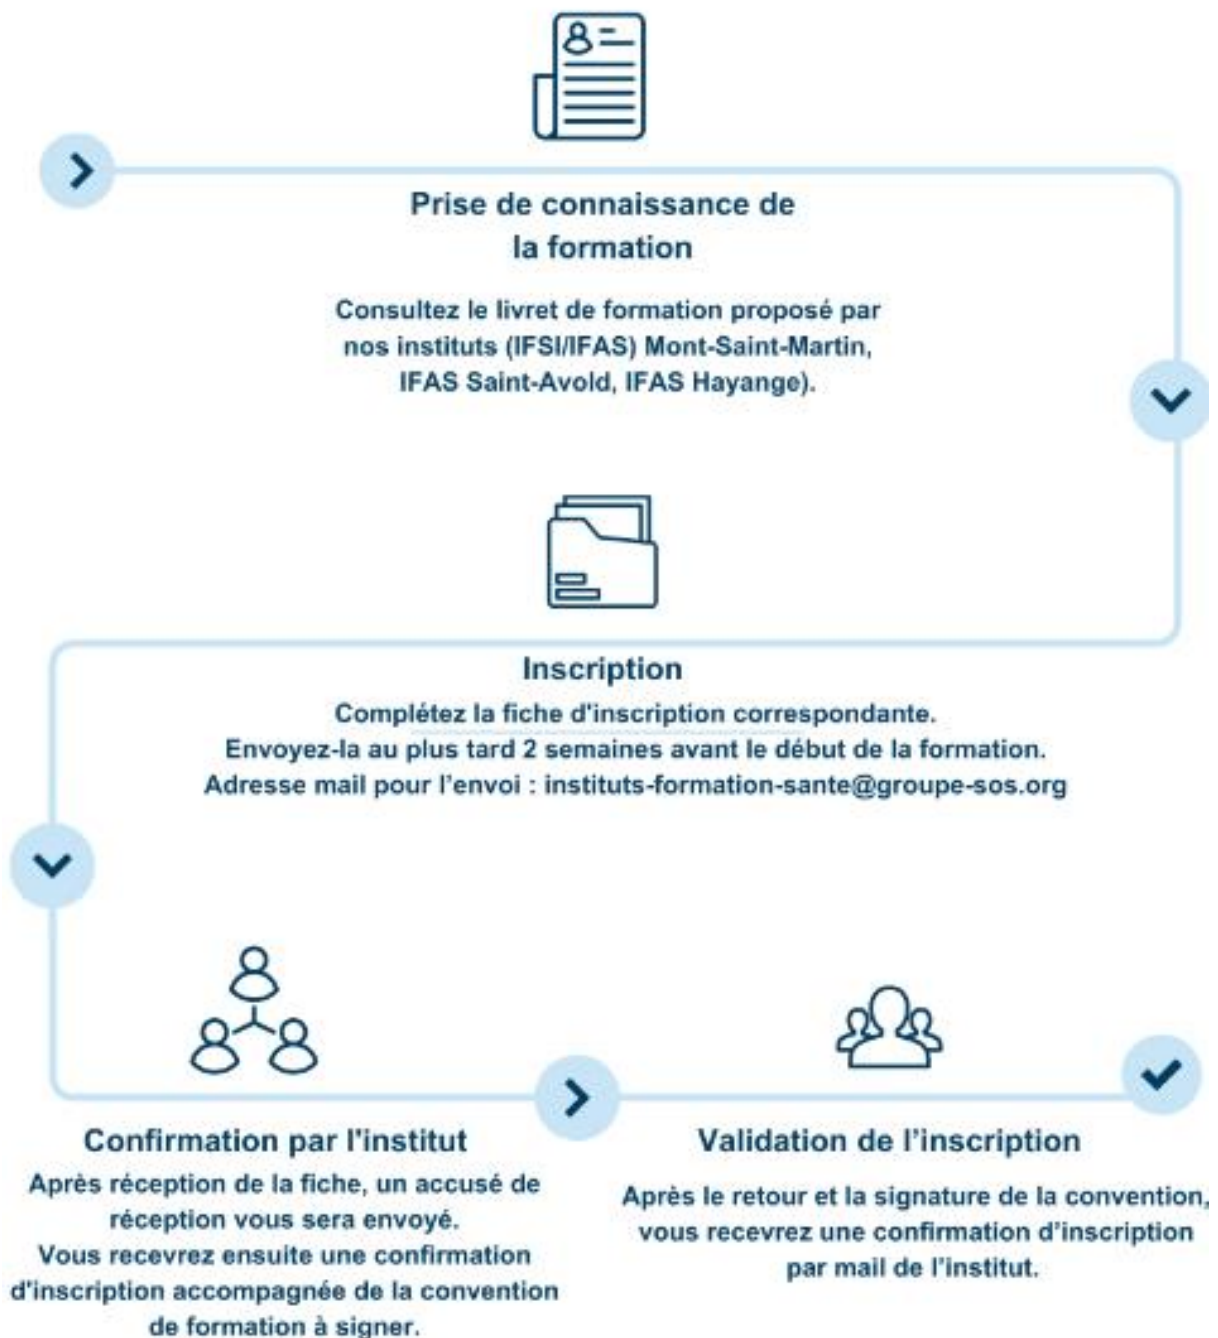 Prise de connaissance de
la formation
Consultez le livret de formation proposé par
nos instituts (IFSI/IFAS) Mont-Saint-Martin,
IFAS Saint-Avold, IFAS Hayange).
Inscription
Complétez la fiche d'inscription correspondante.
Envoyez-la au plus tard 2 semaines avant le début de la formation.
Adresse mail pour l'envoi : instituts-formation-sante@groupe-sos.org
Confirmation par l'institut
Après réception de la fiche, un accusé de
réception vous sera envoyé.
Vous recevrez ensuite une confirmation
d'inscription accompagnée de la convention
de formation à signer.
Validation de l'inscription
Après le retour et la signature de la convention,
vous recevrez une confirmation d'inscription
par mail de l'institut.